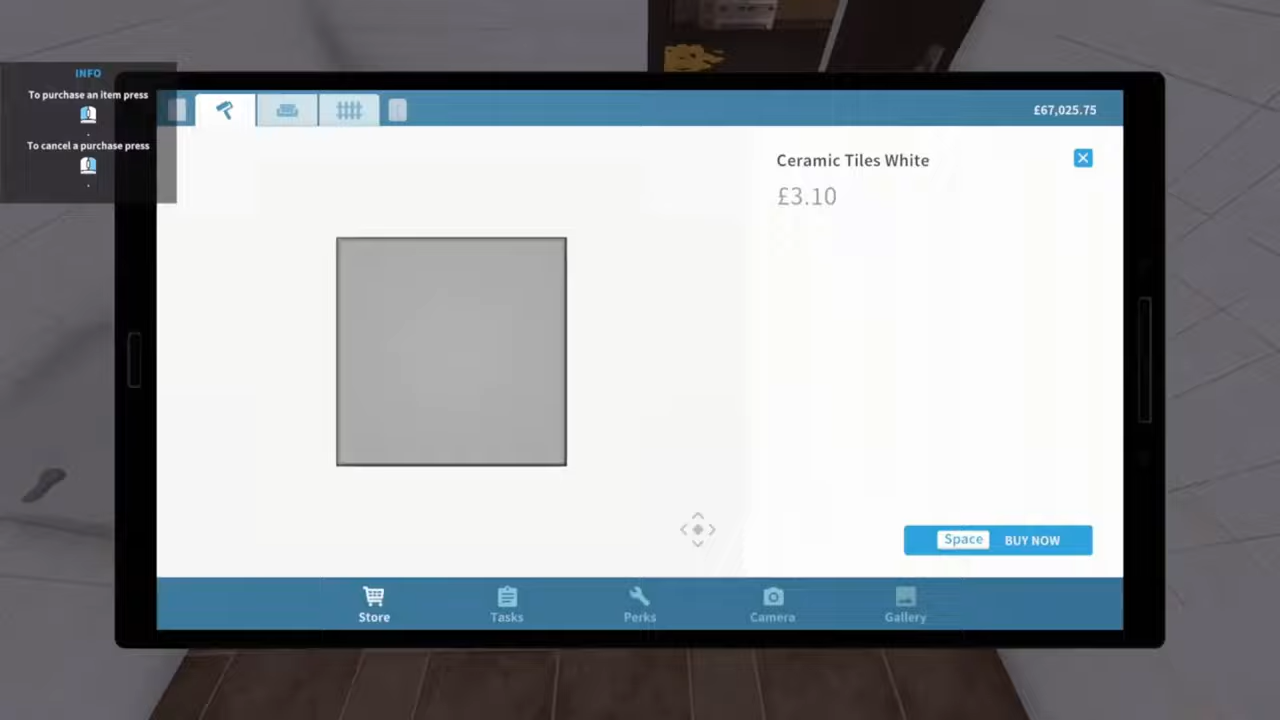 INFO
To purchase an item press
.
To cancel a purchase press
.
£67,025.75
Ceramic Tiles White
£3.10
Space BUY NOW
Store
Tasks
Perks
Camera
Gallery